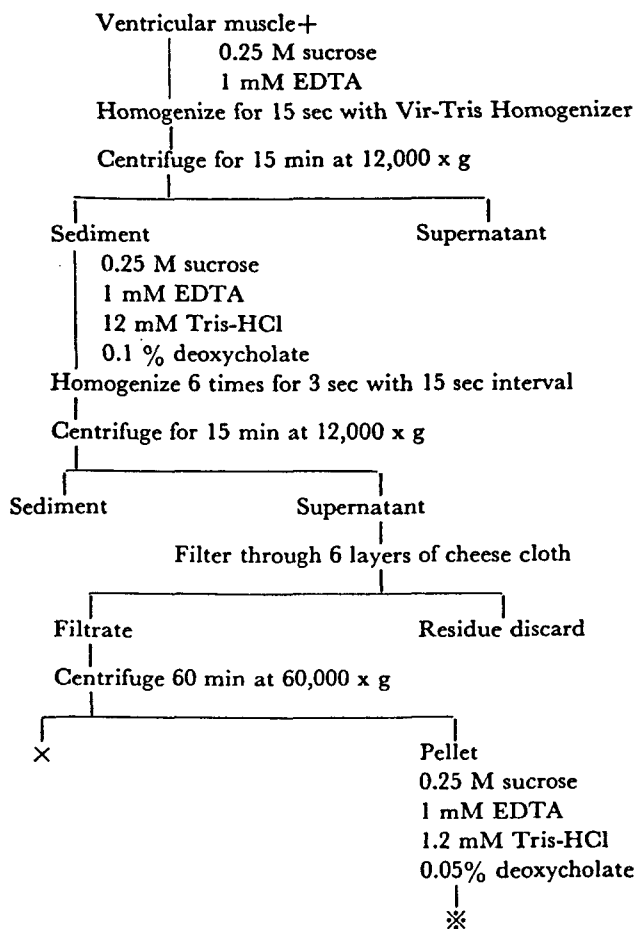 Ventricular muscle+
0.25 M sucrose
1 mM EDTA
Homogenize for 15 sec with Vir-Tris Homogenizer
Centrifuge for 15 min at 12,000 x g
Sediment Supernatant
0.25 M sucrose
1 mM EDTA
12 mM Tris-HCl
0.1 % deoxycholate
Homogenize 6 times for 3 sec with 15 sec interval
Centrifuge for 15 min at 12,000 x g
Sediment Supernatant
Filter through 6 layers of cheese cloth
Filtrate Residue discard
Centrifuge 60 min at 60,000 x g
× Pellet
0.25 M sucrose
1 mM EDTA
1.2 mM Tris-HCl
0.05% deoxycholate
※